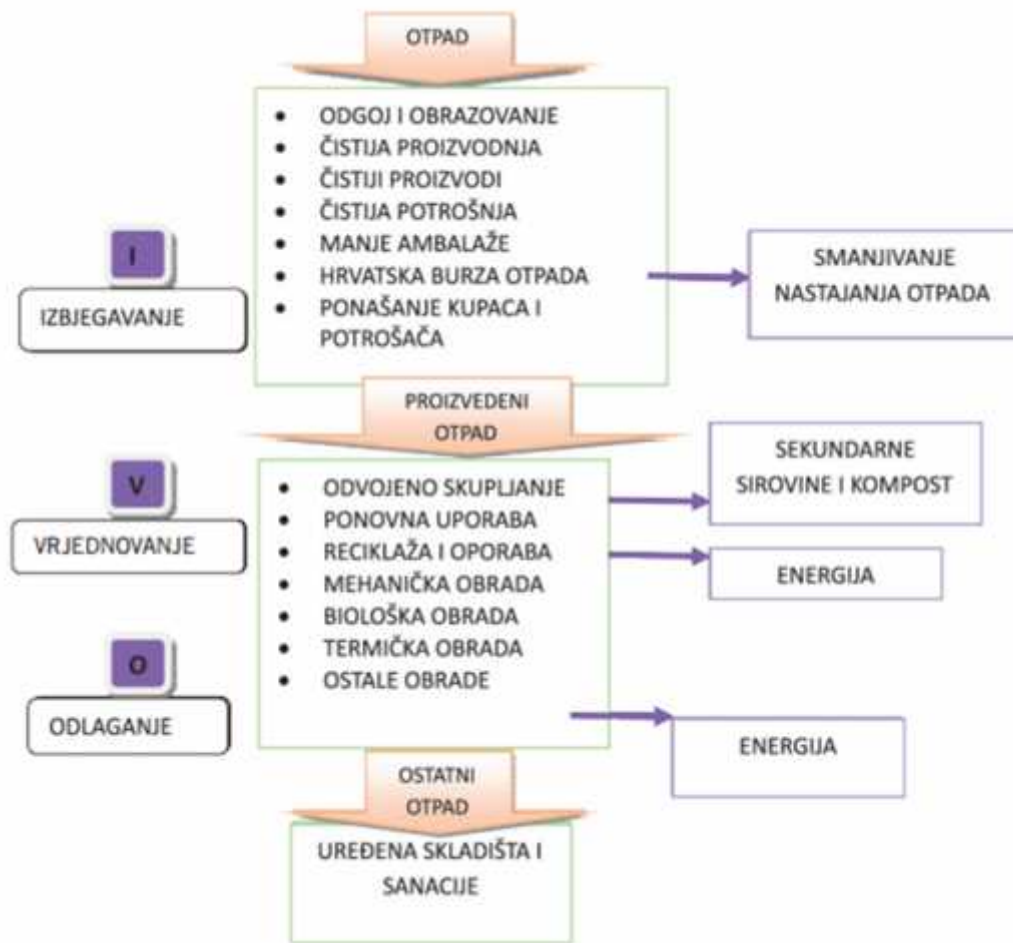 OTPAD
• ODGOJ I OBRAZOVANJE
• ČISTIJA PROIZVODNJA
• ČISTIJI PROIZVODI
• ČISTIJA POTROŠNJA
• MANJE AMBALAŽE
• HRVATSKA BURZA OTPADA
• PONAŠANJE KUPACA I
POTROŠAČA
I
IZBJEGAVANJE
SMANJIVANJE
NASTAJANJA OTPADA
PROIZVEDENI
OTPAD
V
VRJEDNOVANJE
• ODVOJENO SKUPLJANJE
• PONOVNA UPORABA
• RECIKLAŽA I OPORABA
• MEHANIČKA OBRADA
• BIOLOŠKA OBRADA
• TERMIČKA OBRADA
• OSTALE OBRADE
SEKUNDARNE
SIROVINE I KOMPOST
ENERGIJA
O
ODLAGANJE
ENERGIJA
OSTATNI
OTPAD
UREĐENA SKLADIŠTA I
SANACIJE